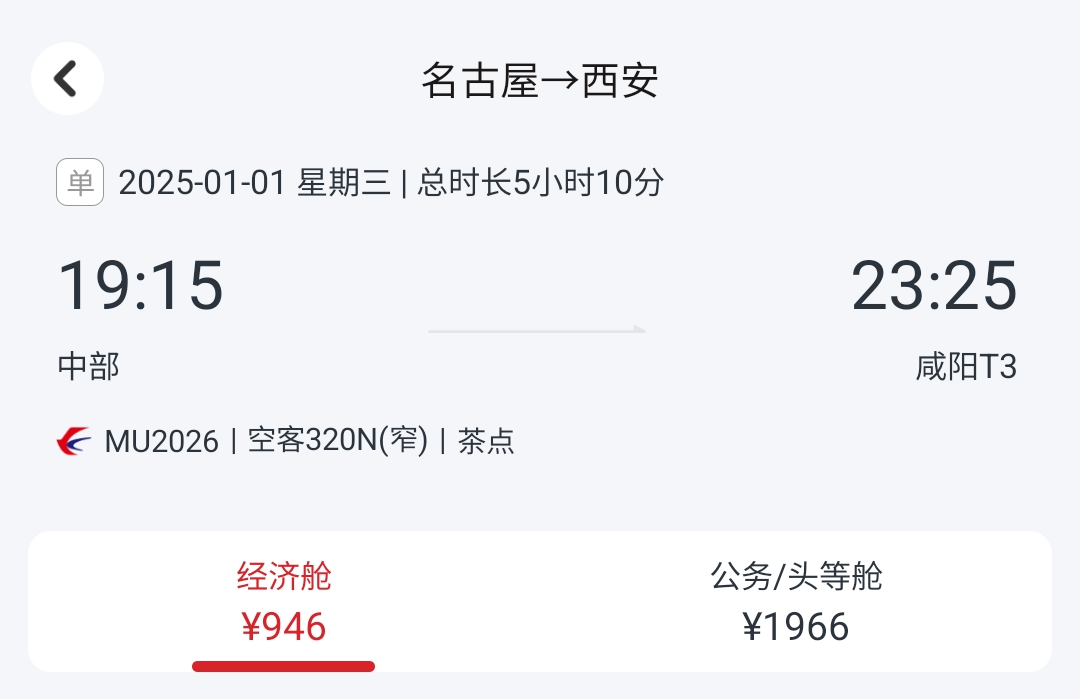 名古屋→西安
单 2025-01-01 星期三 | 总时长5小时10分
19:15 23:25
中部 咸阳T3
MU2026 | 空客320N(窄) | 茶点
经济舱 公务/头等舱
¥946 ¥1966